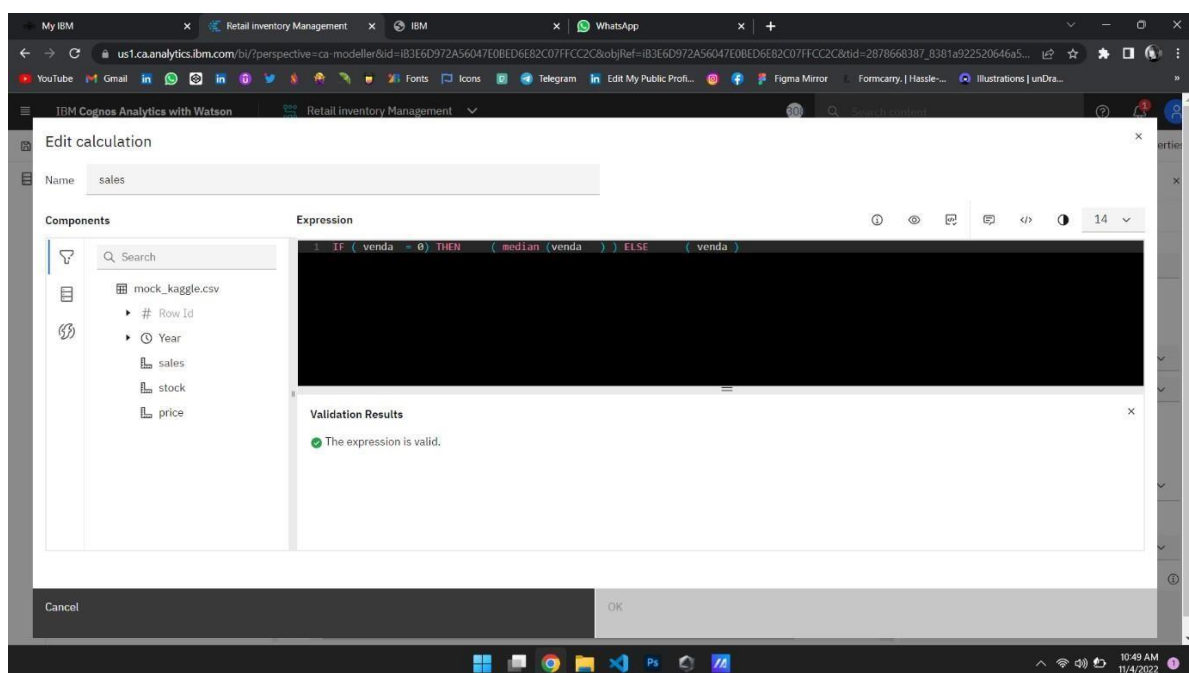 My IBM
Retail inventory Management
IBM
WhatsApp
us1.ca.analytics.ibm.com/bi/?perspective=ca-modeller&id=iB3E6D972A56047E0BED6E82C07FFCC2C&objRef=iB3E6D972A56047E0BED6E82C07FFCC2C&tid=2878668387_8381a922520646a5...
YouTube Gmail Fonts Icons Telegram Edit My Public Profi... Figma Mirror Formcarry. | Hassle-... Illustrations | unDra...
IBM Cognos Analytics with Watson Retail inventory Management Search content
Edit calculation
erties
Name sales
Components Expression 14
1 IF ( venda = 0) THEN ( median (venda ) ) ELSE ( venda )
Search
mock_kaggle.csv
# Row Id
Year
sales
stock
price
Validation Results
The expression is valid.
Cancel OK
10:49 AM
11/4/2022 1